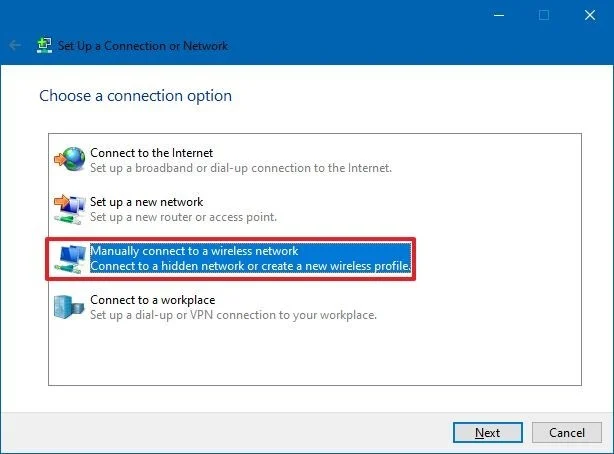 Set Up a Connection or Network
Choose a connection option
Connect to the Internet
Set up a broadband or dial-up connection to the Internet.
Set up a new network
Set up a new router or access point.
Manually connect to a wireless network
Connect to a hidden network or create a new wireless profile.
Connect to a workplace
Set up a dial-up or VPN connection to your workplace.
Next
Cancel